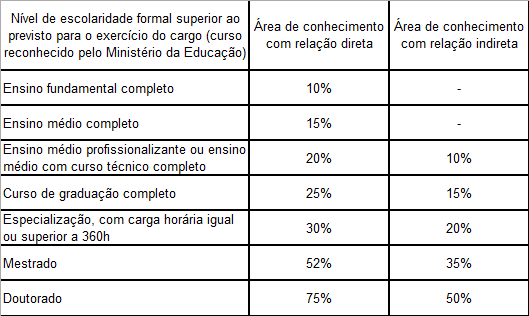 Nível de escolaridade formal superior ao
previsto para o exercício do cargo (curso
reconhecido pelo Ministério da Educação)
Área de conhecimento
com relação direta
Área de conhecimento
com relação indireta
Ensino fundamental completo 10% -
Ensino médio completo 15% -
Ensino médio profissionalizante ou ensino
médio com curso técnico completo 20% 10%
Curso de graduação completo 25% 15%
Especialização, com carga horária igual
ou superior a 360h 30% 20%
Mestrado 52% 35%
Doutorado 75% 50%